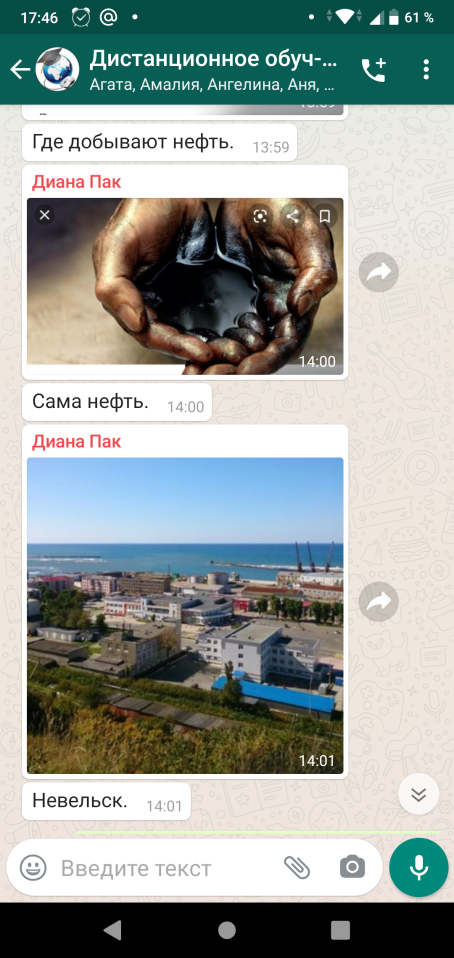 17:46
61 %
Дистанционное обуч-...
Агата, Амалия, Ангелина, Аня, ...
Где добывают нефть. 13:59
Диана Пак
14:00
Сама нефть. 14:00
Диана Пак
14:01
Невельск. 14:01
Введите текст